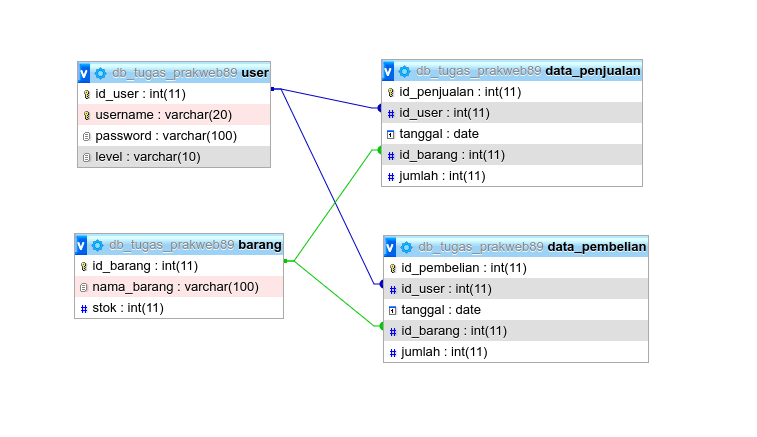 v db_tugas_prakweb89 user
id_user : int(11)
username : varchar(20)
password : varchar(100)
level : varchar(10)
v db_tugas_prakweb89 data_penjualan
id_penjualan : int(11)
# id_user : int(11)
tanggal : date
# id_barang : int(11)
# jumlah : int(11)
v db_tugas_prakweb89 barang
id_barang : int(11)
nama_barang : varchar(100)
# stok : int(11)
v db_tugas_prakweb89 data_pembelian
id_pembelian : int(11)
# id_user : int(11)
tanggal : date
# id_barang : int(11)
# jumlah : int(11)